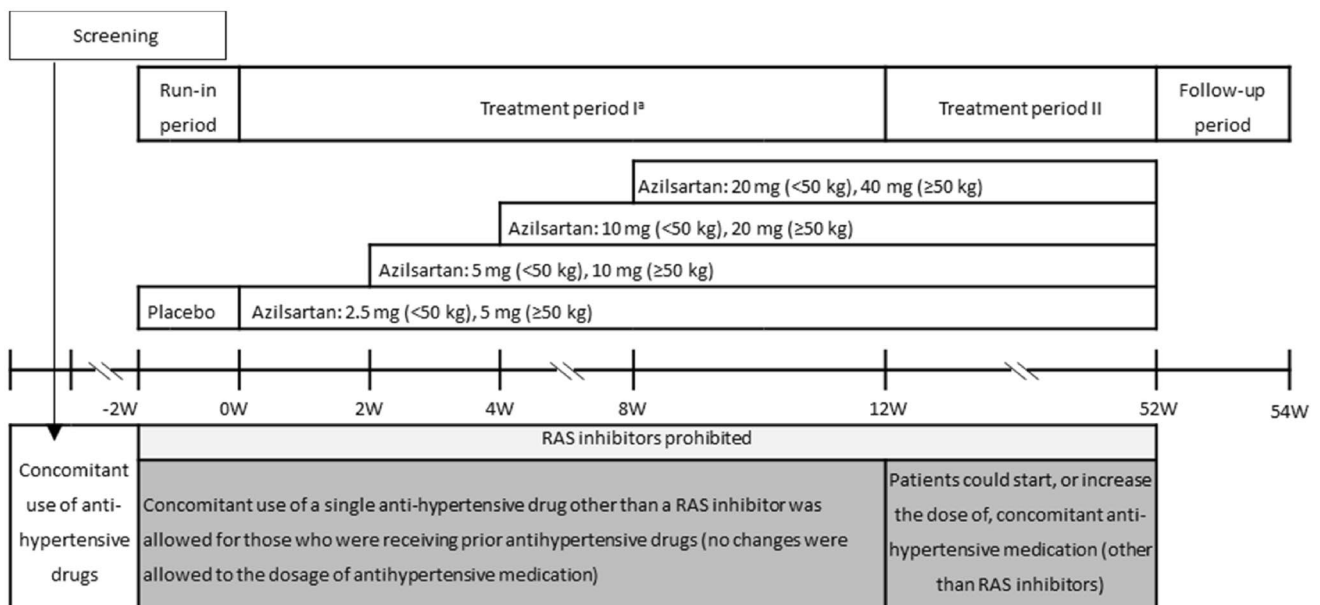 Screening
Run-in
period
Treatment period Iª
Treatment period II
Follow-up
period
Azilsartan: 20 mg (<50 kg), 40 mg (≥50 kg)
Azilsartan: 10 mg (<50 kg), 20 mg (≥50 kg)
Azilsartan: 5 mg (<50 kg), 10 mg (≥50 kg)
Placebo
Azilsartan: 2.5 mg (<50 kg), 5 mg (≥50 kg)
-2W
0W
2W
4W
8W
12W
52W
54W
RAS inhibitors prohibited
Concomitant
use of anti-
hypertensive
drugs
Concomitant use of a single anti-hypertensive drug other than a RAS inhibitor was
allowed for those who were receiving prior antihypertensive drugs (no changes were
allowed to the dosage of antihypertensive medication)
Patients could start, or increase
the dose of, concomitant anti-
hypertensive medication (other
than RAS inhibitors)